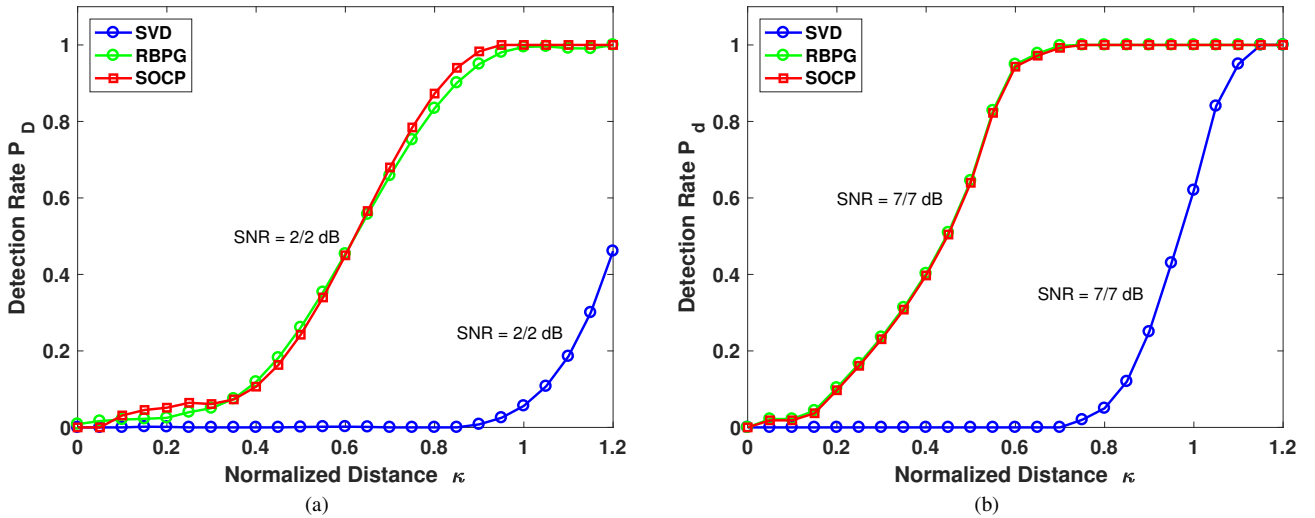 SVD
RBPG
SOCP
1
0.8
0.6
0.4
0.2
0
Detection Rate P_D
SNR = 2/2 dB
SNR = 2/2 dB
0 0.2 0.4 0.6 0.8 1 1.2
Normalized Distance κ
(a)
SVD
RBPG
SOCP
1
0.8
0.6
0.4
0.2
0
Detection Rate P_d
SNR = 7/7 dB
SNR = 7/7 dB
0 0.2 0.4 0.6 0.8 1 1.2
Normalized Distance κ
(b)